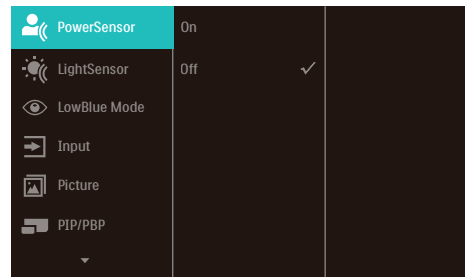 PowerSensor
On
LightSensor
Off
LowBlue Mode
Input
Picture
PIP/PBP